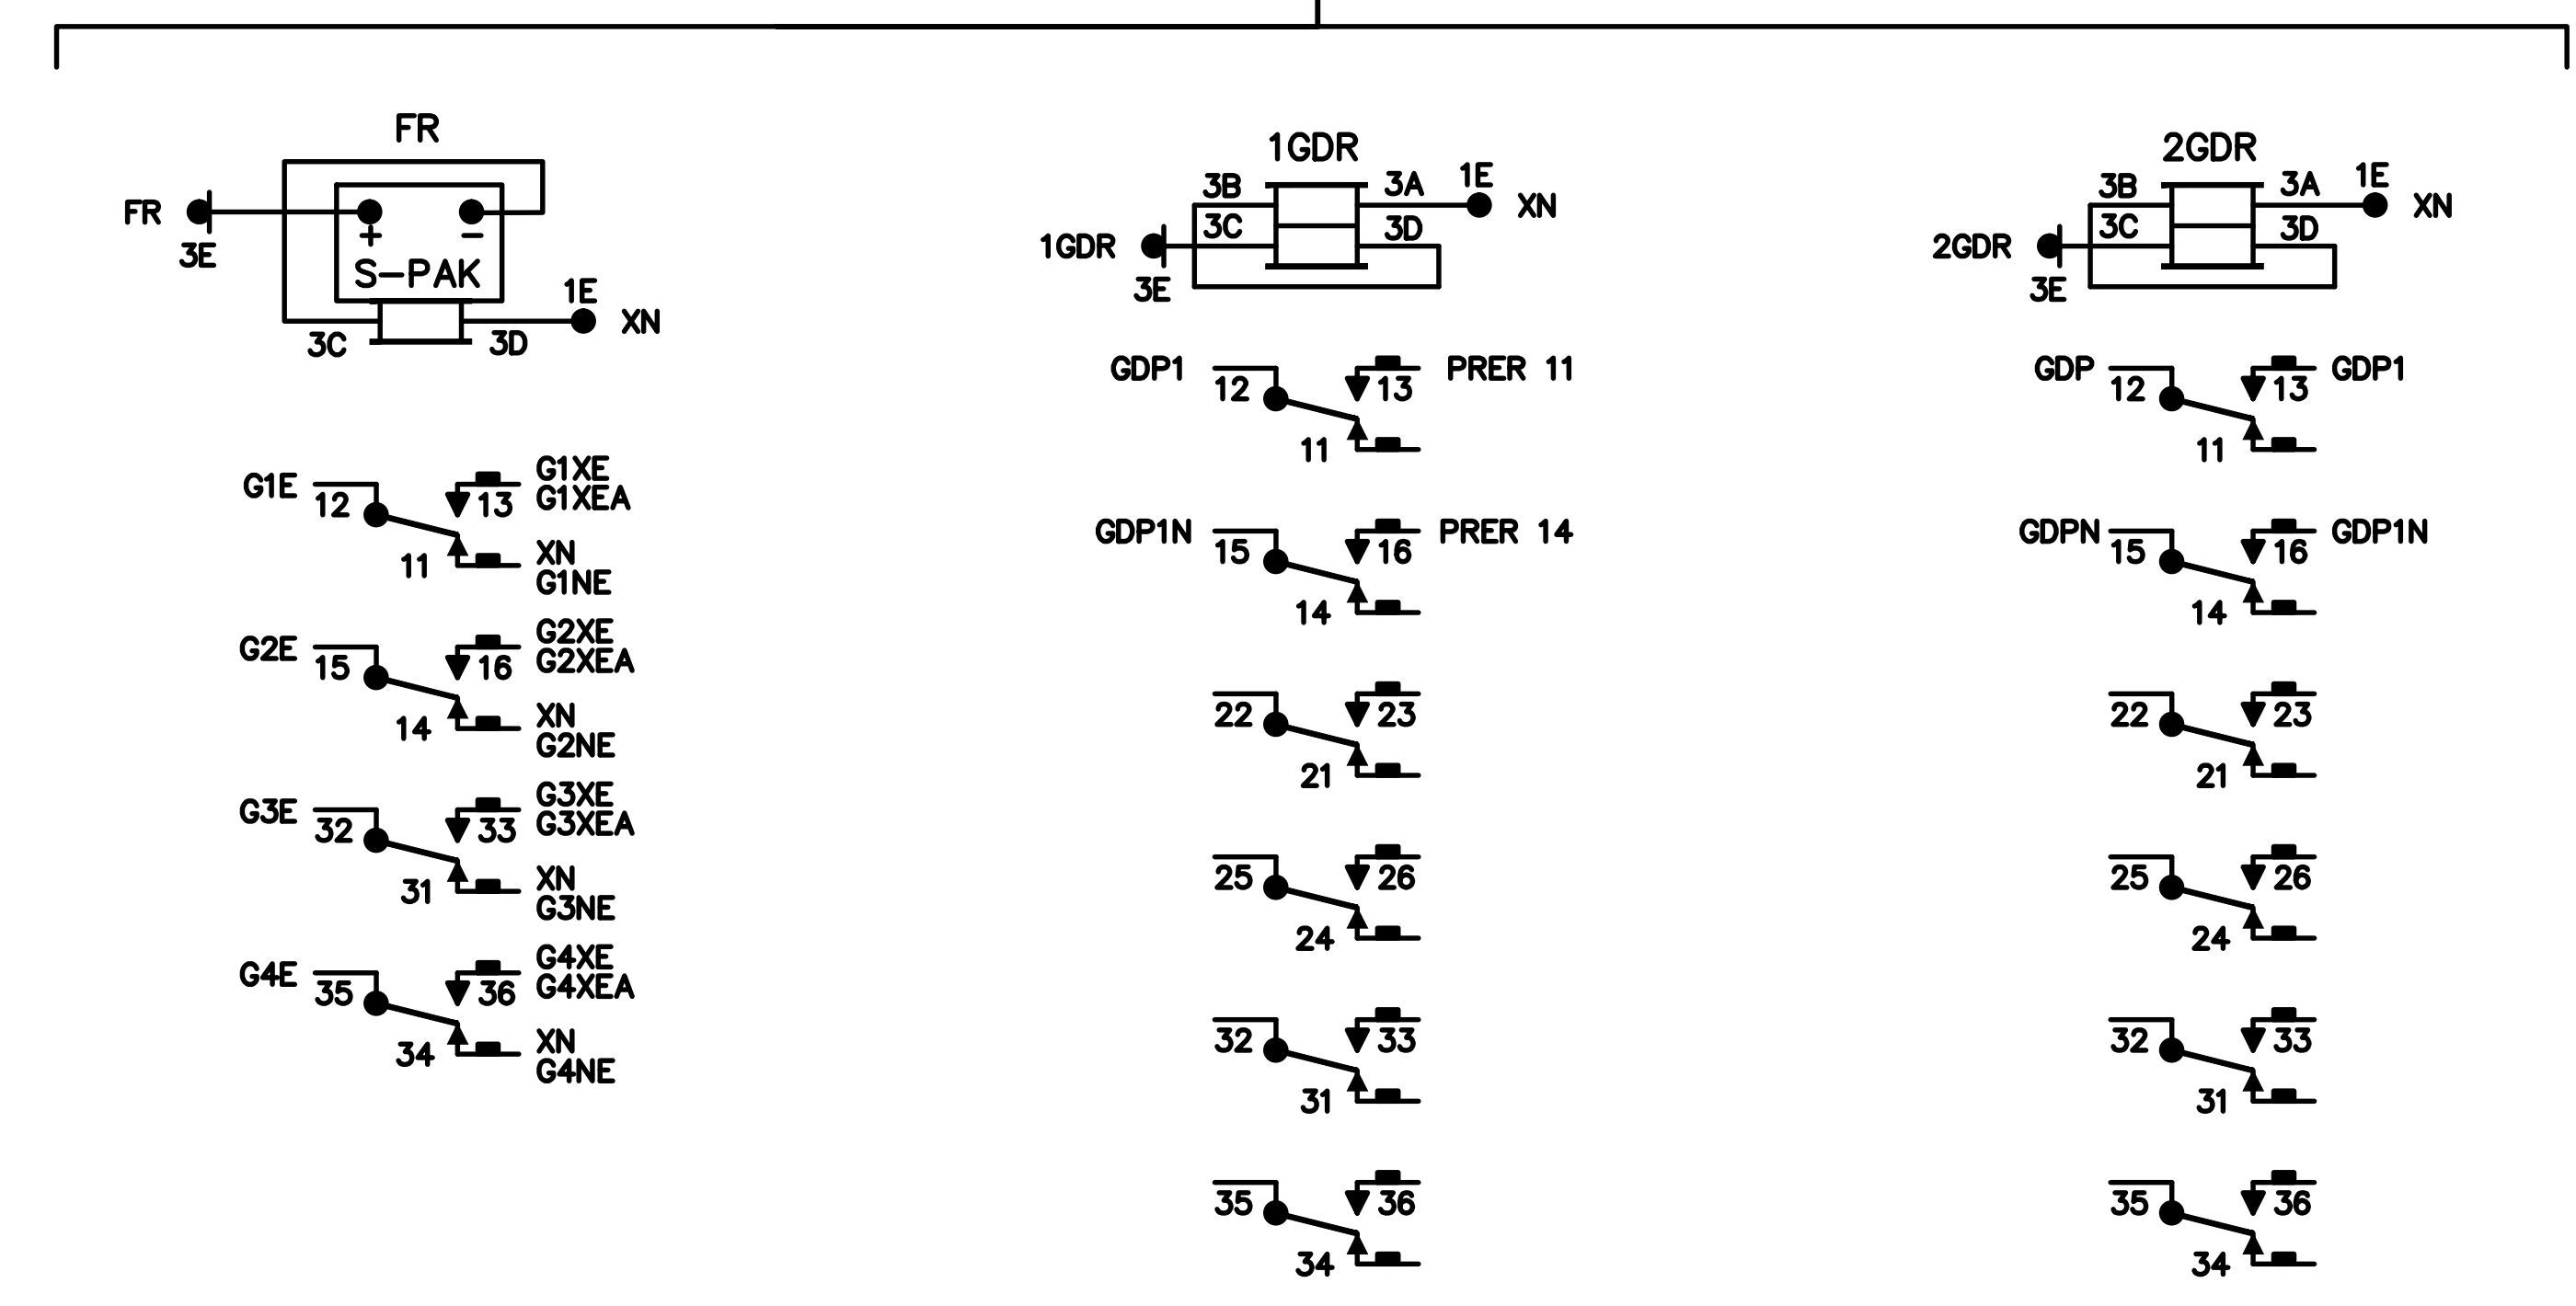 FR
FR
3E
+ −
S-PAK
1E
XN
3C
3D
G1E
12
13
G1XE
G1XEA
11
XN
G1NE
G2E
15
16
G2XE
G2XEA
14
XN
G2NE
G3E
32
33
G3XE
G3XEA
31
XN
G3NE
G4E
35
36
G4XE
G4XEA
34
XN
G4NE
1GDR
3B
3A
1E
XN
3C
3D
1GDR
3E
GDP1
12
13
PRER 11
11
GDP1N
15
16
PRER 14
14
22
23
21
25
26
24
32
33
31
35
36
34
2GDR
3B
3A
1E
XN
3C
3D
2GDR
3E
GDP
12
13
GDP1
11
GDPN
15
16
GDP1N
14
22
23
21
25
26
24
32
33
31
35
36
34